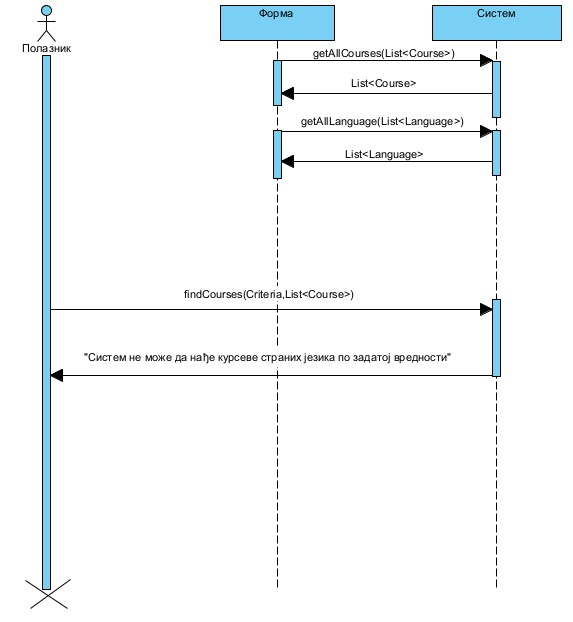 Форма
Систем
Полазник
getAllCourses(List<Course>)
List<Course>
getAllLanguage(List<Language>)
List<Language>
findCourses(Criteria,List<Course>)
"Систем не може да нађе курсеве страних језика по задатој вредности"